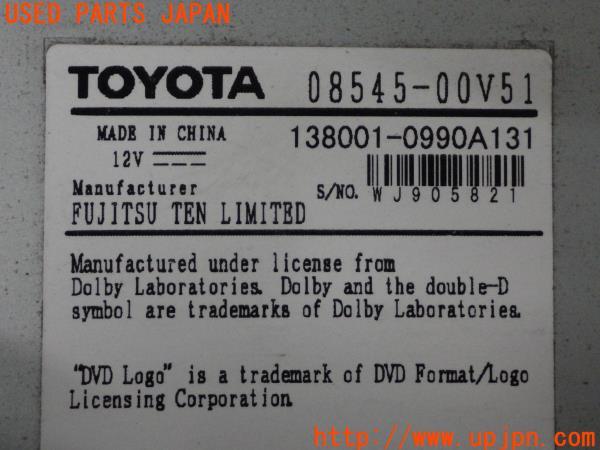 USED PARTS JAPAN
TOYOTA 08545-00V51
MADE IN CHINA 138001-0990A131
12V
Manufacturer S/NO. WJ905821
FUJITSU TEN LIMITED
Manufactured under license from
Dolby Laboratories. Dolby and the double-D
symbol are trademarks of Dolby Laboratories.
"DVD Logo" is a trademark of DVD Format/Logo
Licensing Corporation.
http://www.upjpn.com